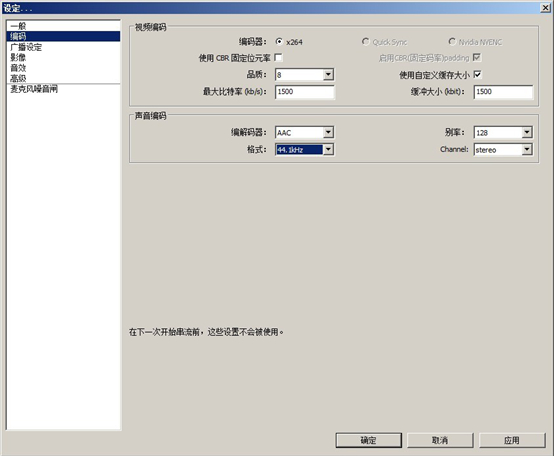 设定...
一般
编码
广播设定
影像
音效
高级
麦克风噪音闸
视频编码
编码器： x264 Quick Sync Nvidia NVENC
使用 CBR 固定位元率 启用CBR(固定码率)padding
品质： 8 使用自定义缓存大小
最大比特率 (kb/s) 1500 缓冲大小 (kbit) 1500
声音编码
编解码器： AAC 别率： 128
格式： 44.1kHz Channel: stereo
在下一次开始串流前，这些设置不会被使用。
确定 取消 应用